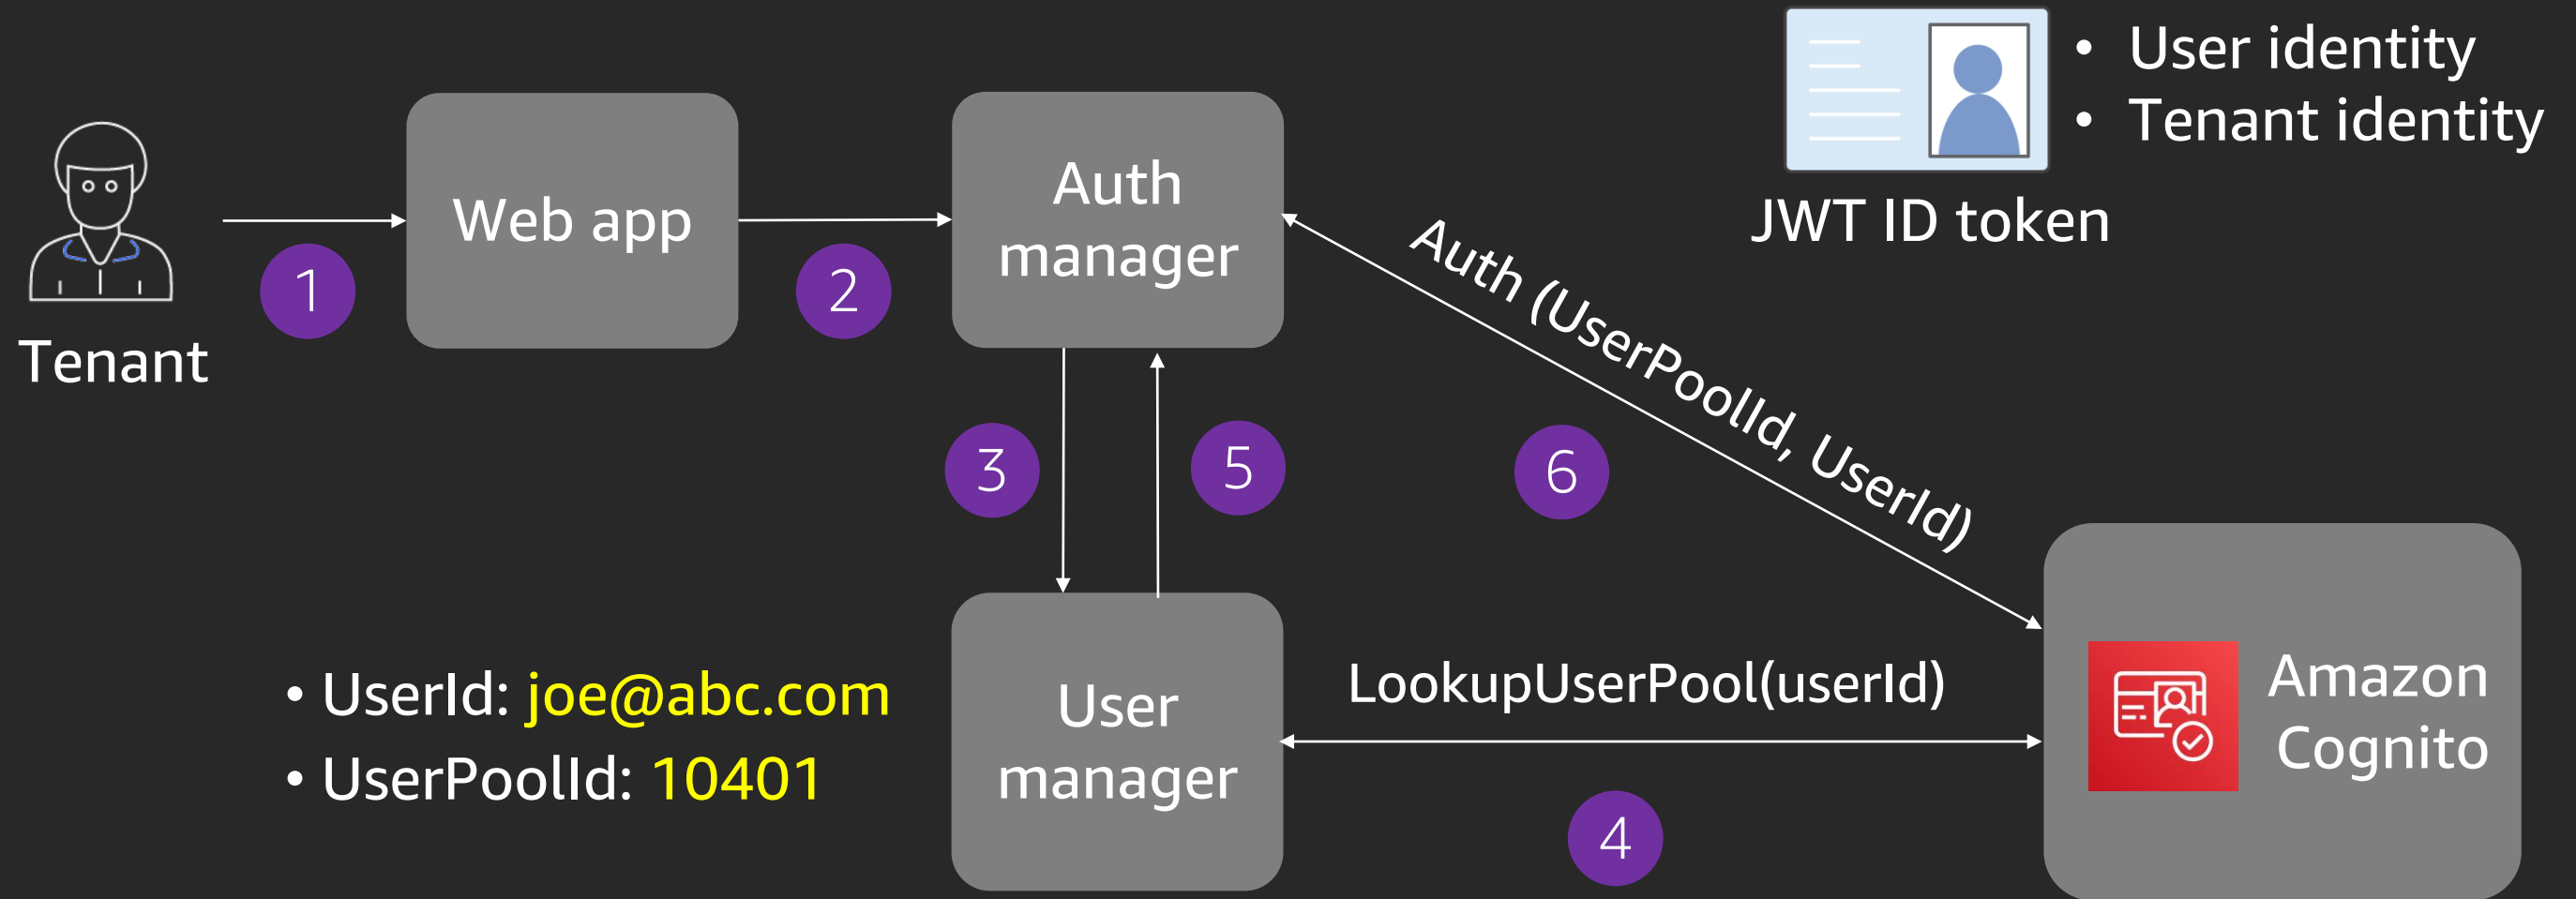 • User identity
• Tenant identity
JWT ID token
Tenant
1
Web app
2
Auth
manager
3
5
6
Auth (UserPoolId, UserId)
• UserId: joe@abc.com
• UserPoolId: 10401
User
manager
LookupUserPool(userId)
4
Amazon
Cognito